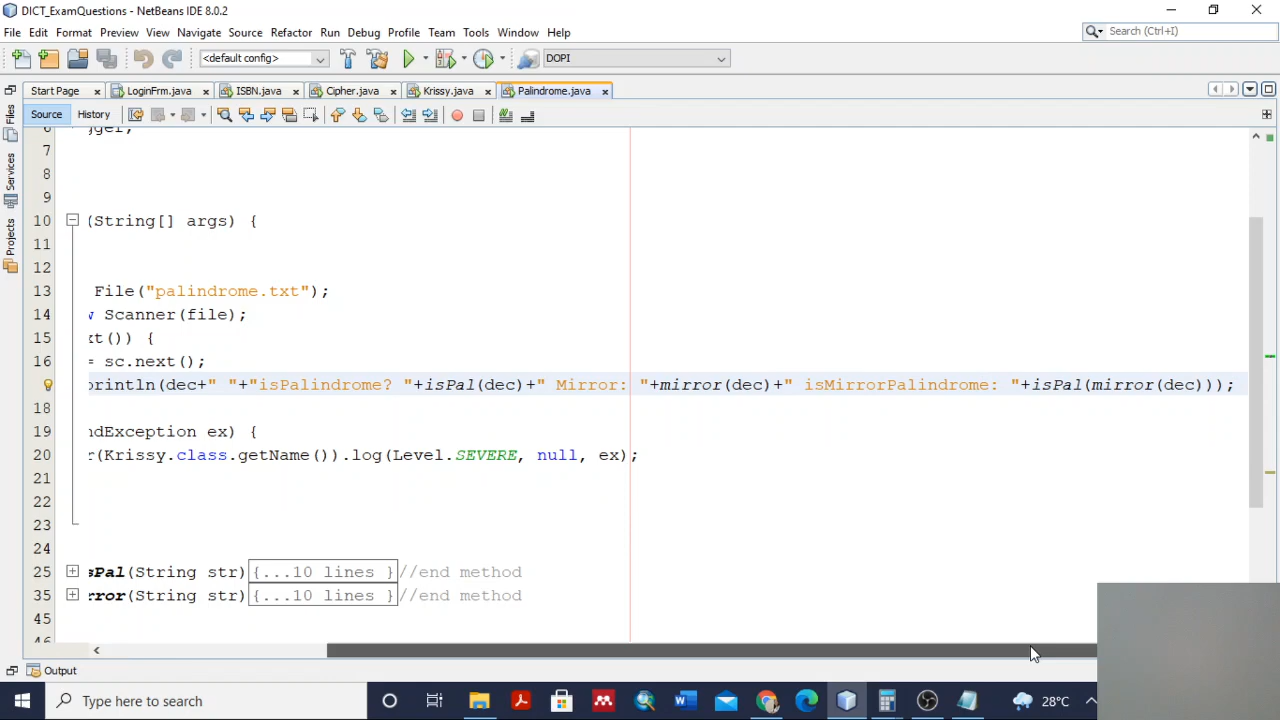 DICT_ExamQuestions - NetBeans IDE 8.0.2
File Edit Format Preview View Navigate Source Refactor Run Debug Profile Team Tools Window Help
Search (Ctrl+I)
<default config> DOPI
Start Page LoginFrm.java ISBN.java Cipher.java Krissy.java Palindrome.java
Source History
Files
Services
Projects
7
8
9
10 (String[] args) {
11
12
13 File("palindrome.txt");
14 Scanner(file);
15 xt()) {
16 = sc.next();
println(dec+" "+"isPalindrome? "+isPal(dec)+" Mirror: "+mirror(dec)+" isMirrorPalindrome: "+isPal(mirror(dec)));
18
19 ndException ex) {
20 r(Krissy.class.getName()).log(Level.SEVERE, null, ex);
21
22
23
24
25 sPal(String str){...10 lines }//end method
35 rror(String str){...10 lines }//end method
45
46
Output
Type here to search
28°C